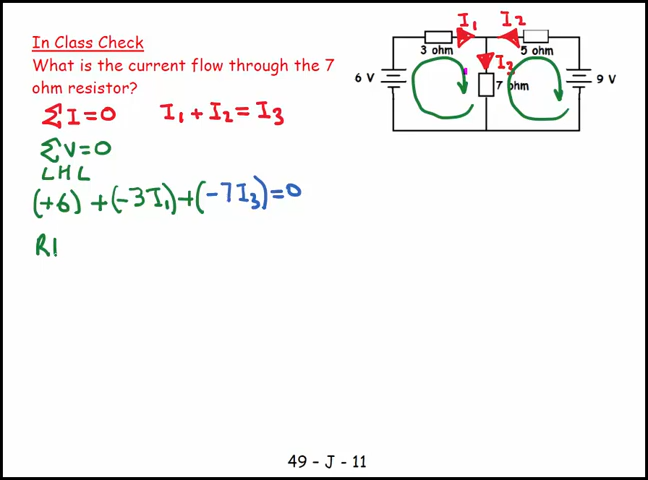 In Class Check
What is the current flow through the 7
ohm resistor?
ΣI=0 I₁+I₂=I₃
ΣV=0
LHL
(+6)+(-3I₁)+(-7I₃)=0
RI
I₁ I₂
3 ohm 5 ohm
I₃
6 V 7 ohm 9 V
49 - J - 11